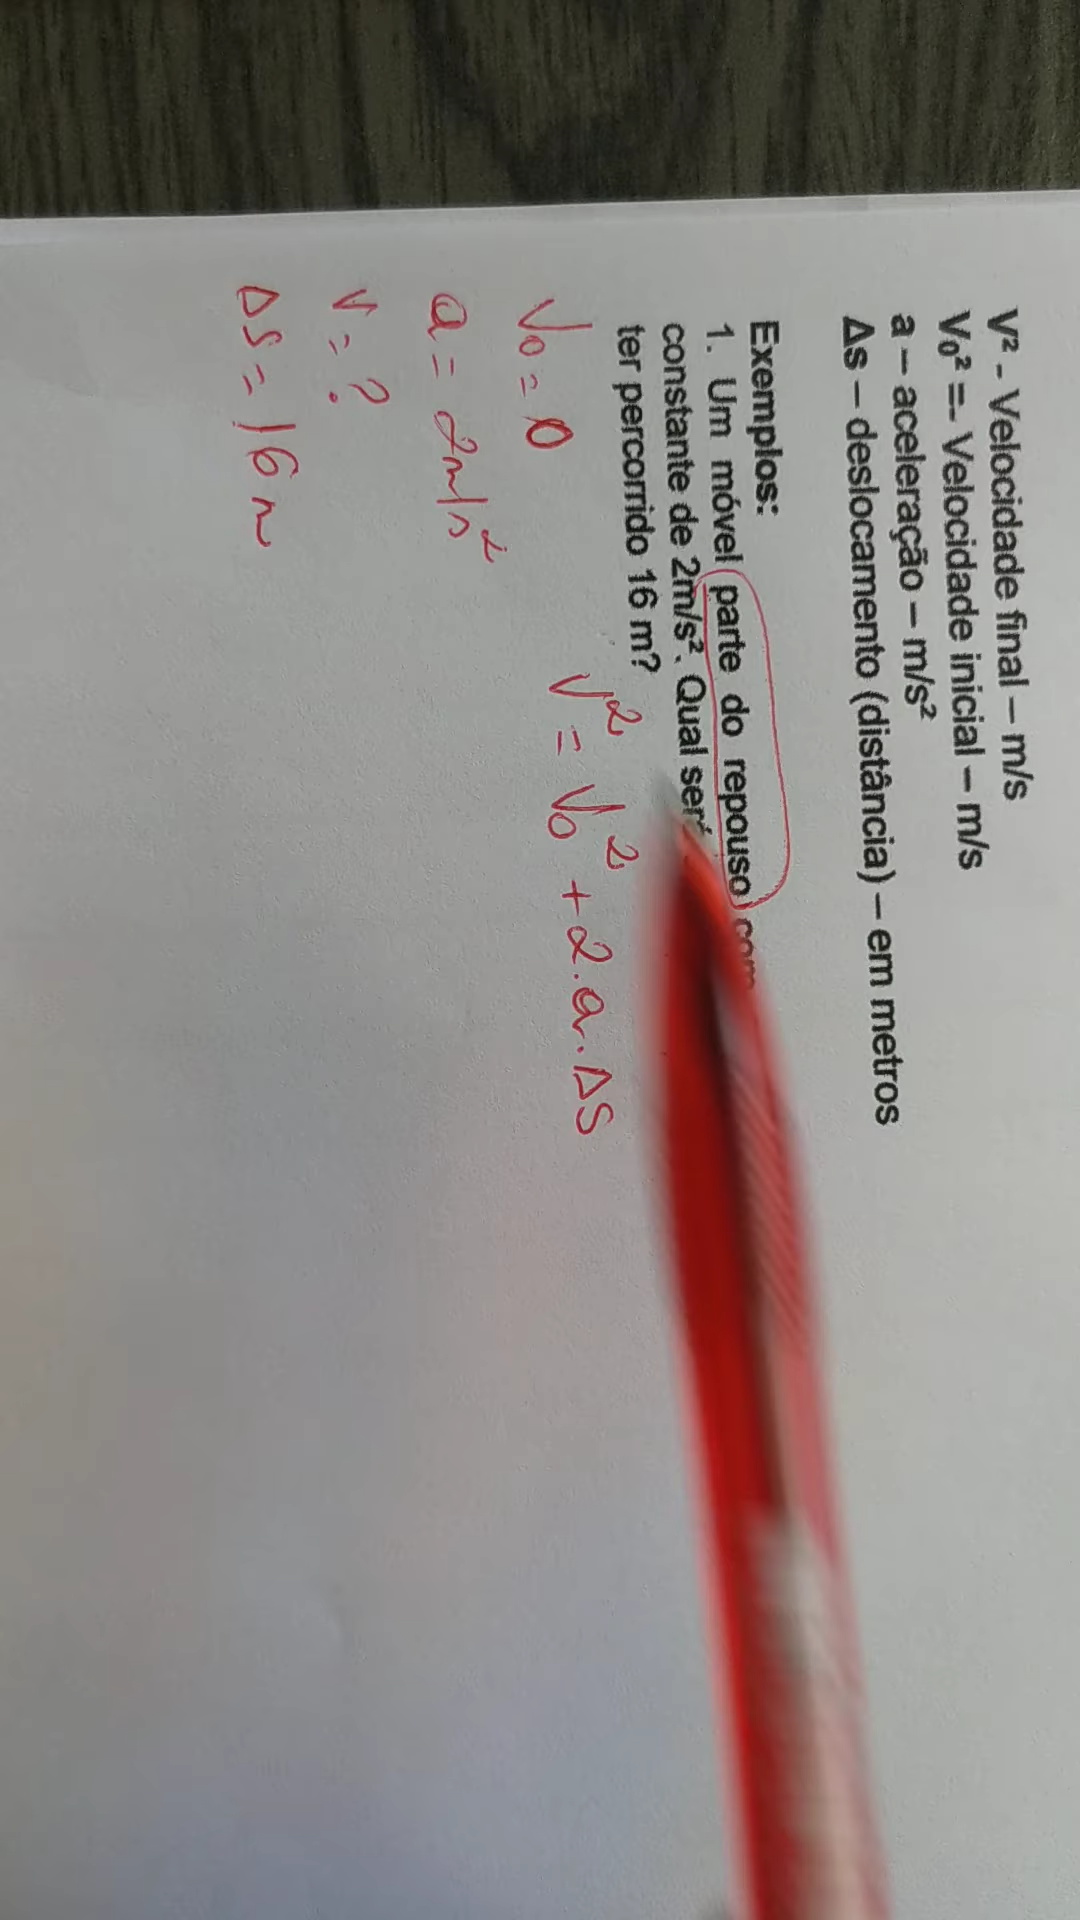 V² - Velocidade final – m/s
V₀² =- Velocidade inicial – m/s
a – aceleração – m/s²
Δs – deslocamento (distância) – em metros
Exemplos:
1. Um móvel parte do repouso com
constante de 2m/s². Qual será
ter percorrido 16 m?
V² = V₀² + 2.a.ΔS
V₀ = 0
a = 2m/s²
V = ?
ΔS = 16 m